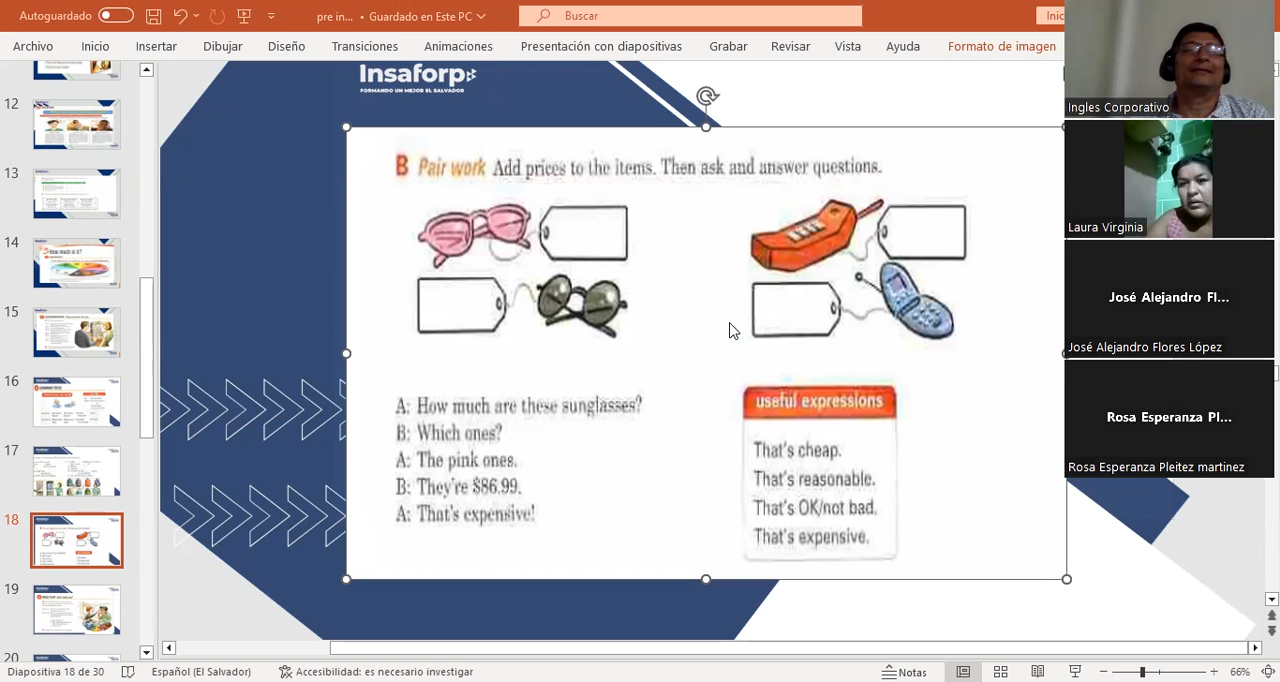 Autoguardado
pre in... • Guardado en Este PC
Buscar
Inic
Archivo
Inicio
Insertar
Dibujar
Diseño
Transiciones
Animaciones
Presentación con diapositivas
Grabar
Revisar
Vista
Ayuda
Formato de imagen
12
13
14
How much is it?
15
16
17
18
19
20
Insaforp
FORMANDO UN MEJOR EL SALVADOR
B Pair work Add prices to the items. Then ask and answer questions.
A: How much are these sunglasses?
B: Which ones?
A: The pink ones.
B: They're $86.99.
A: That's expensive!
useful expressions
That's cheap.
That's reasonable.
That's OK/not bad.
That's expensive.
Ingles Corporativo
Laura Virginia
José Alejandro Fl...
José Alejandro Flores López
Rosa Esperanza Pl...
Rosa Esperanza Pleitez martinez
Diapositiva 18 de 30
Español (El Salvador)
Accesibilidad: es necesario investigar
Notas
66%